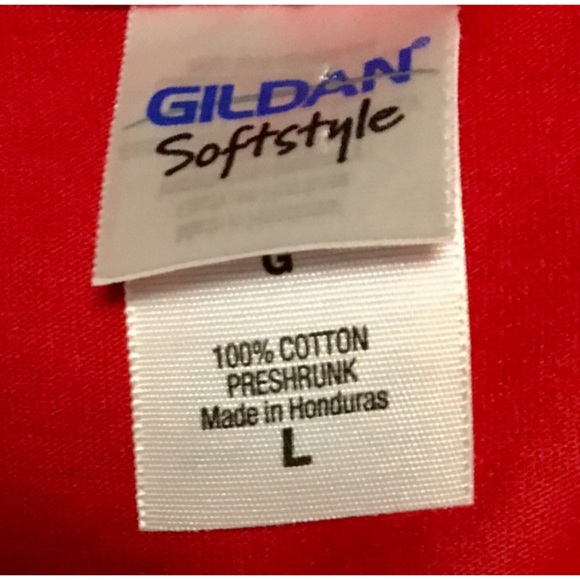 GILDAN®
Softstyle
G
100% COTTON
PRESHRUNK
Made in Honduras
L